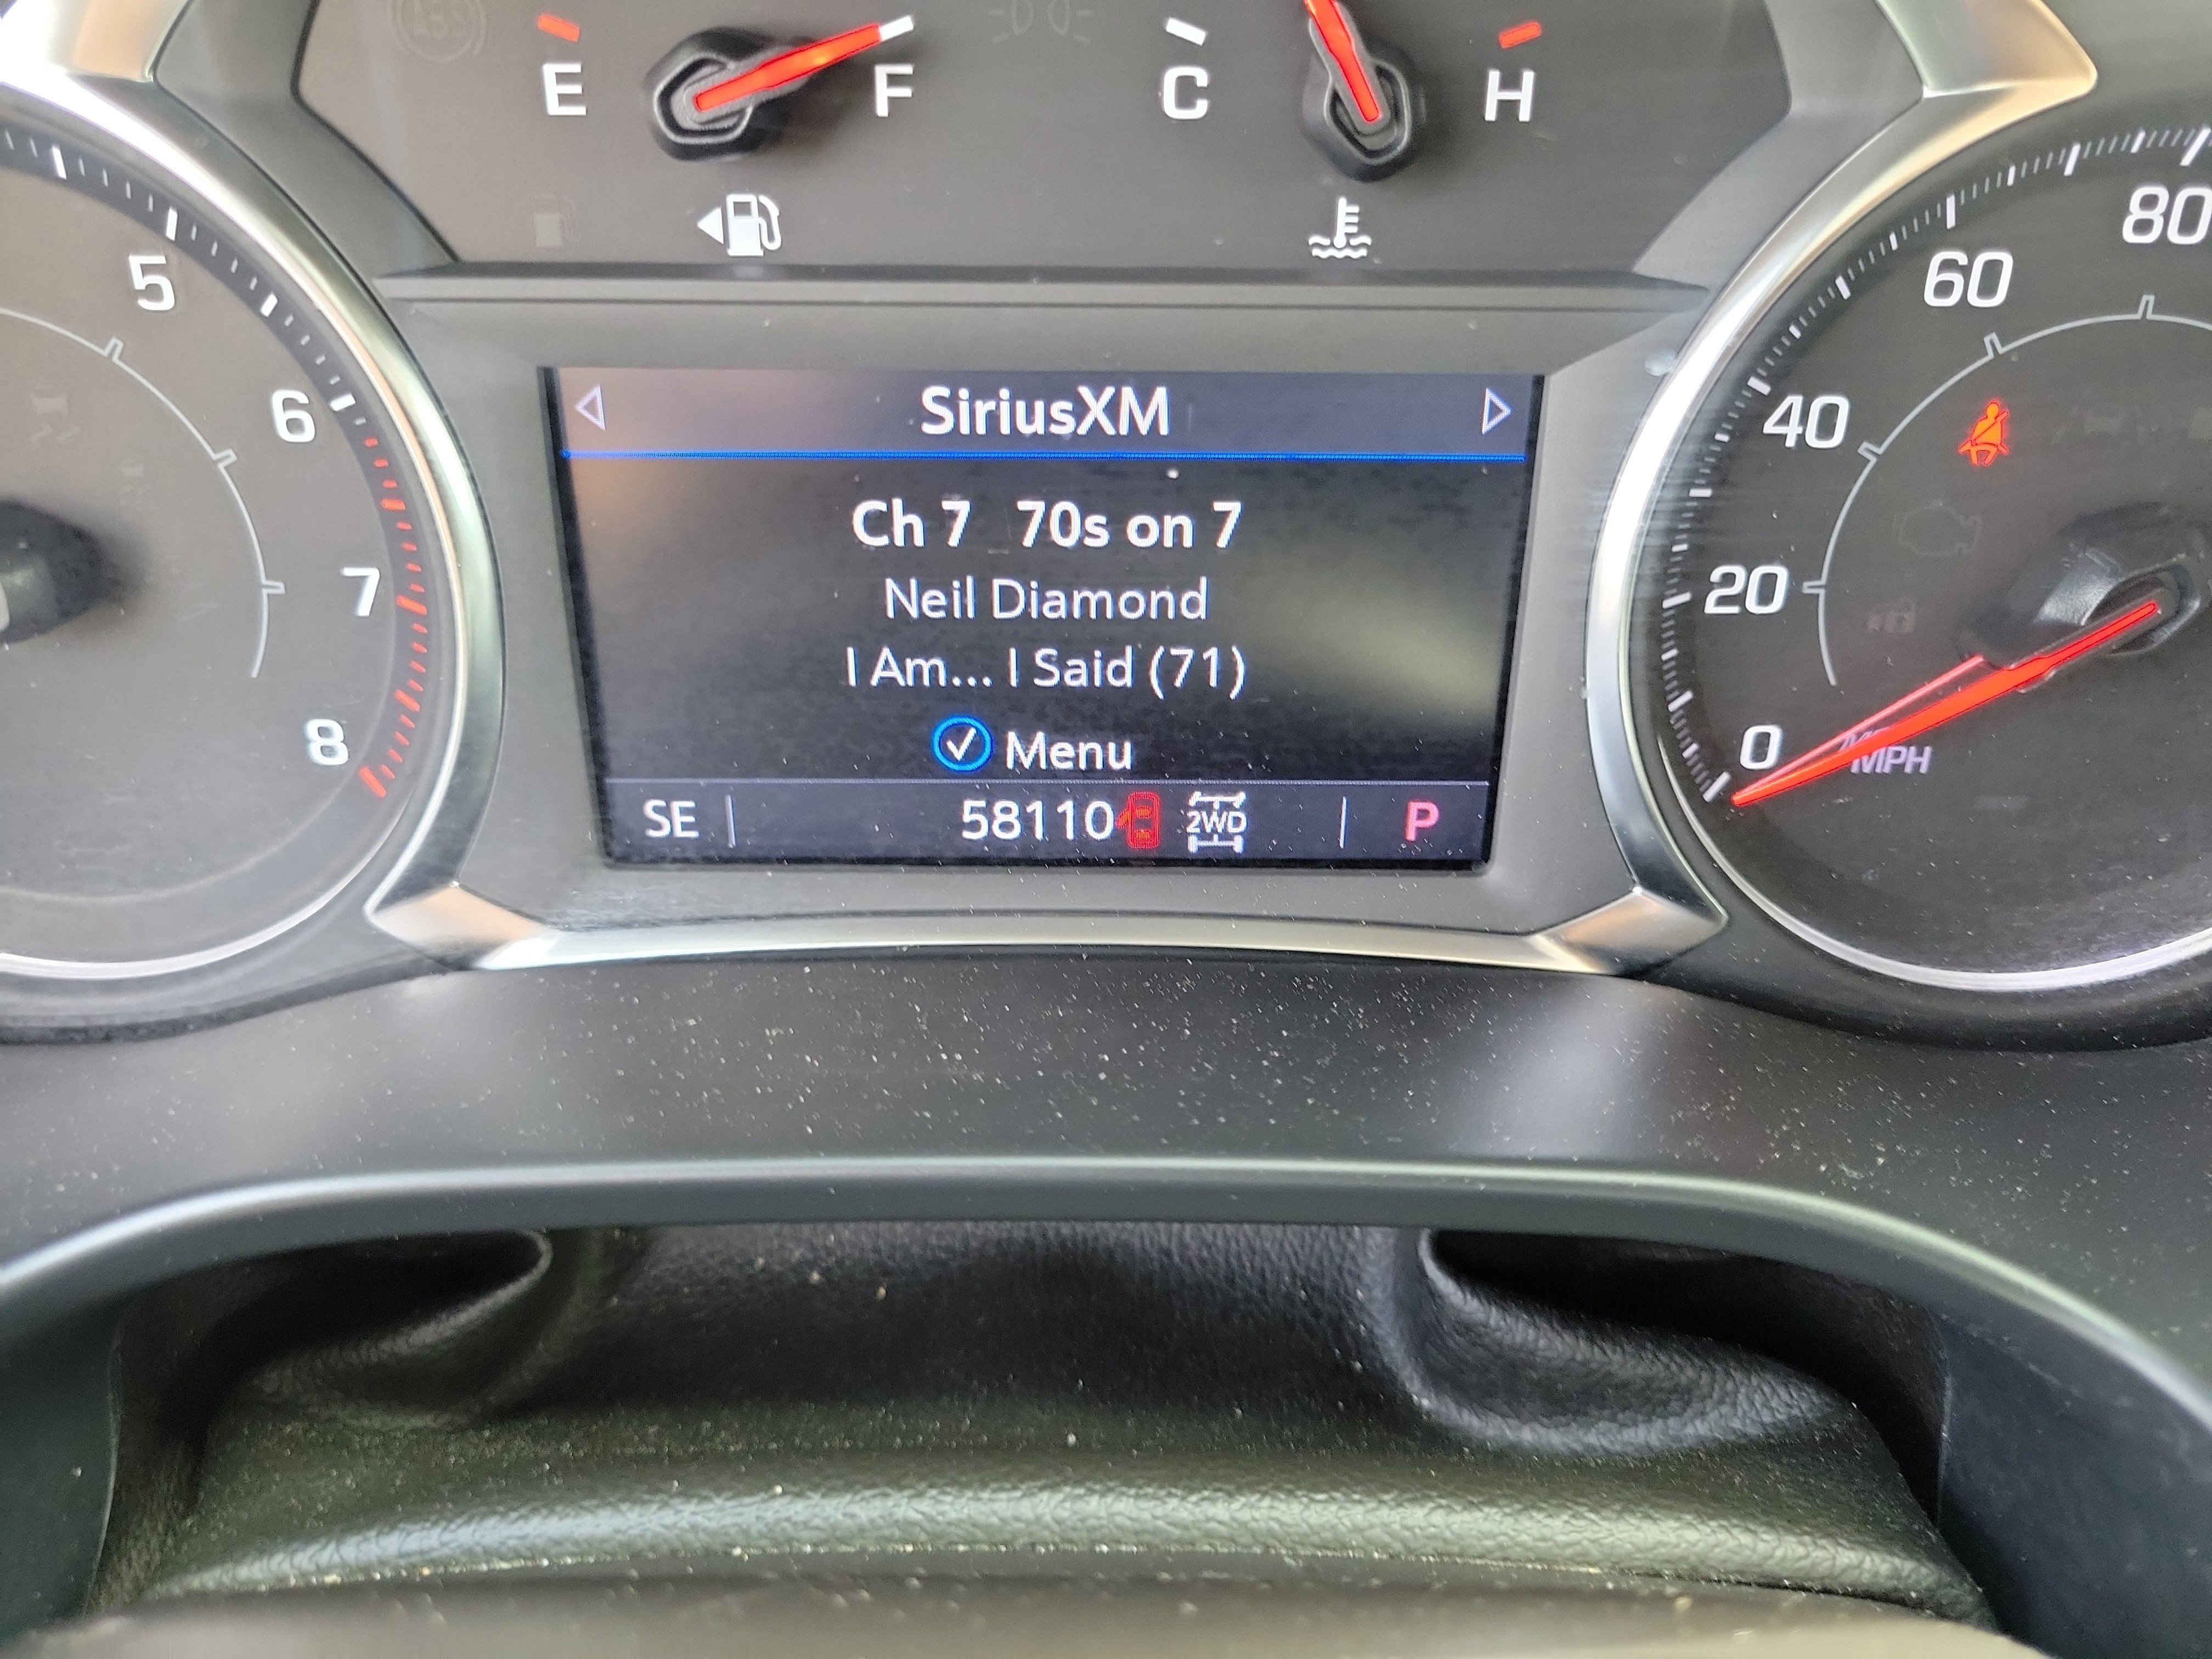 ABS
E F C H
5
6
7
8
SiriusXM
Ch 7 70s on 7
Neil Diamond
I Am... I Said (71)
Menu
SE 58110 2WD P
80
60
40
20
0
MPH